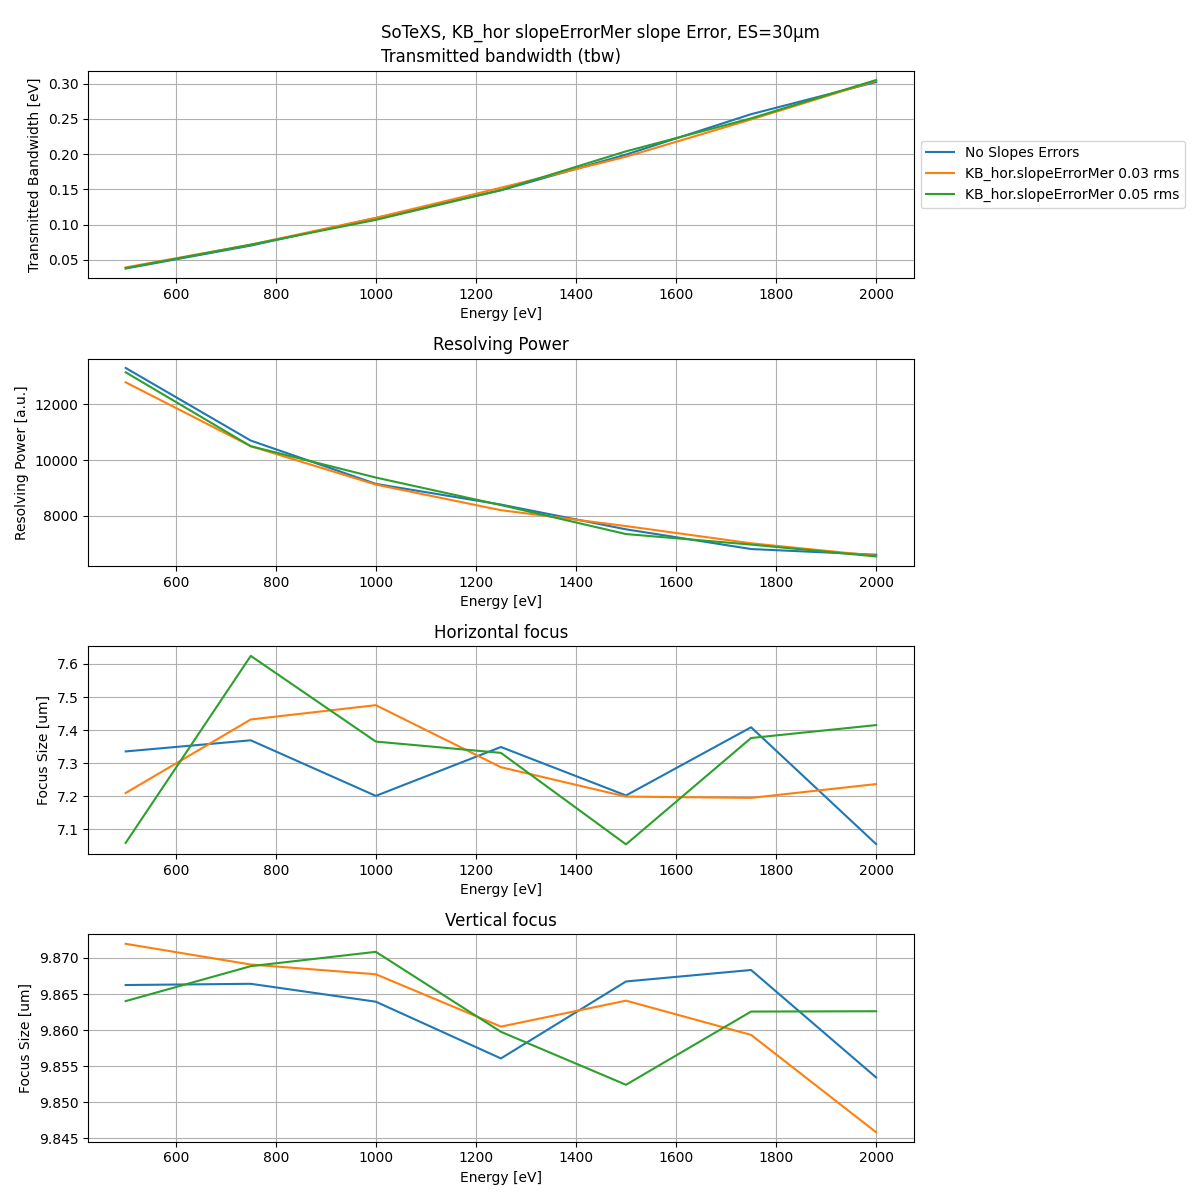 SoTeXS, KB_hor slopeErrorMer slope Error, ES=30µm
Transmitted bandwidth (tbw)
Transmitted Bandwidth [eV]
0.30
0.25
0.20
0.15
0.10
0.05
600 800 1000 1200 1400 1600 1800 2000
Energy [eV]
No Slopes Errors
KB_hor.slopeErrorMer 0.03 rms
KB_hor.slopeErrorMer 0.05 rms
Resolving Power
Resolving Power [a.u.]
12000
10000
8000
600 800 1000 1200 1400 1600 1800 2000
Energy [eV]
Horizontal focus
Focus Size [um]
7.6
7.5
7.4
7.3
7.2
7.1
600 800 1000 1200 1400 1600 1800 2000
Energy [eV]
Vertical focus
Focus Size [um]
9.870
9.865
9.860
9.855
9.850
9.845
600 800 1000 1200 1400 1600 1800 2000
Energy [eV]